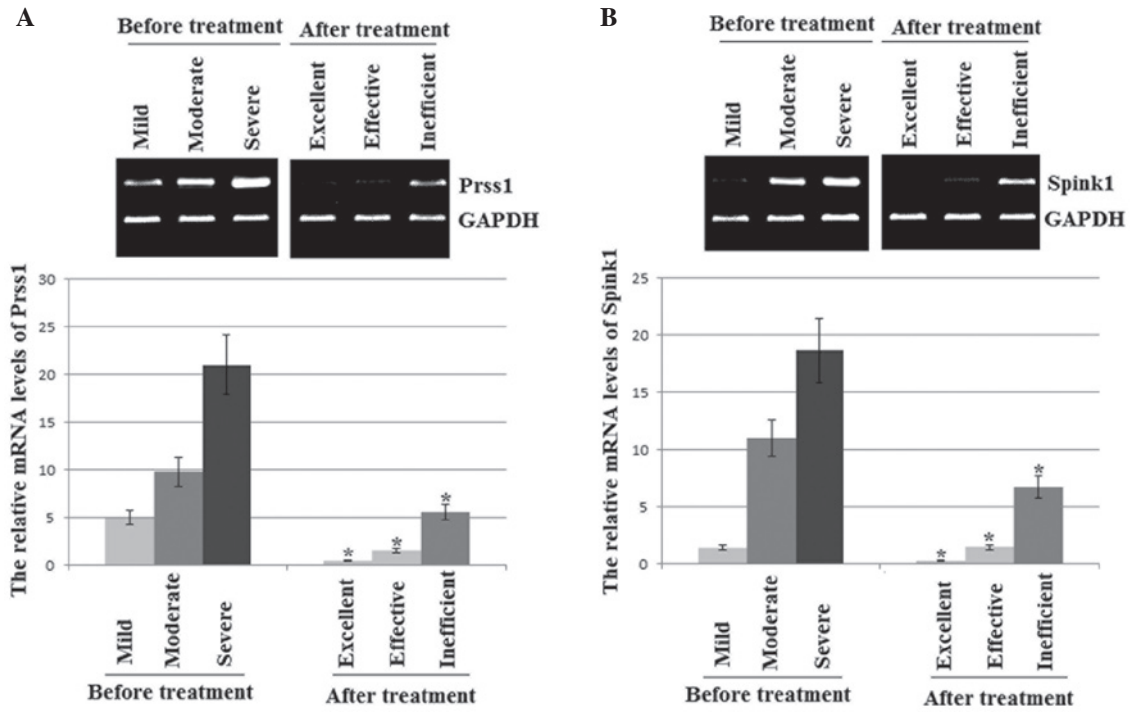 A
Before treatment
After treatment
Mild
Moderate
Severe
Excellent
Effective
Inefficient
Prss1
GAPDH
The relative mRNA levels of Prss1
30
25
20
15
10
5
0
*
*
*
Mild
Moderate
Severe
Excellent
Effective
Inefficient
Before treatment
After treatment
B
Before treatment
After treatment
Mild
Moderate
Severe
Excellent
Effective
Inefficient
Spink1
GAPDH
The relative mRNA levels of Spink1
25
20
15
10
5
0
*
*
*
Mild
Moderate
Severe
Excellent
Effective
Inefficient
Before treatment
After treatment